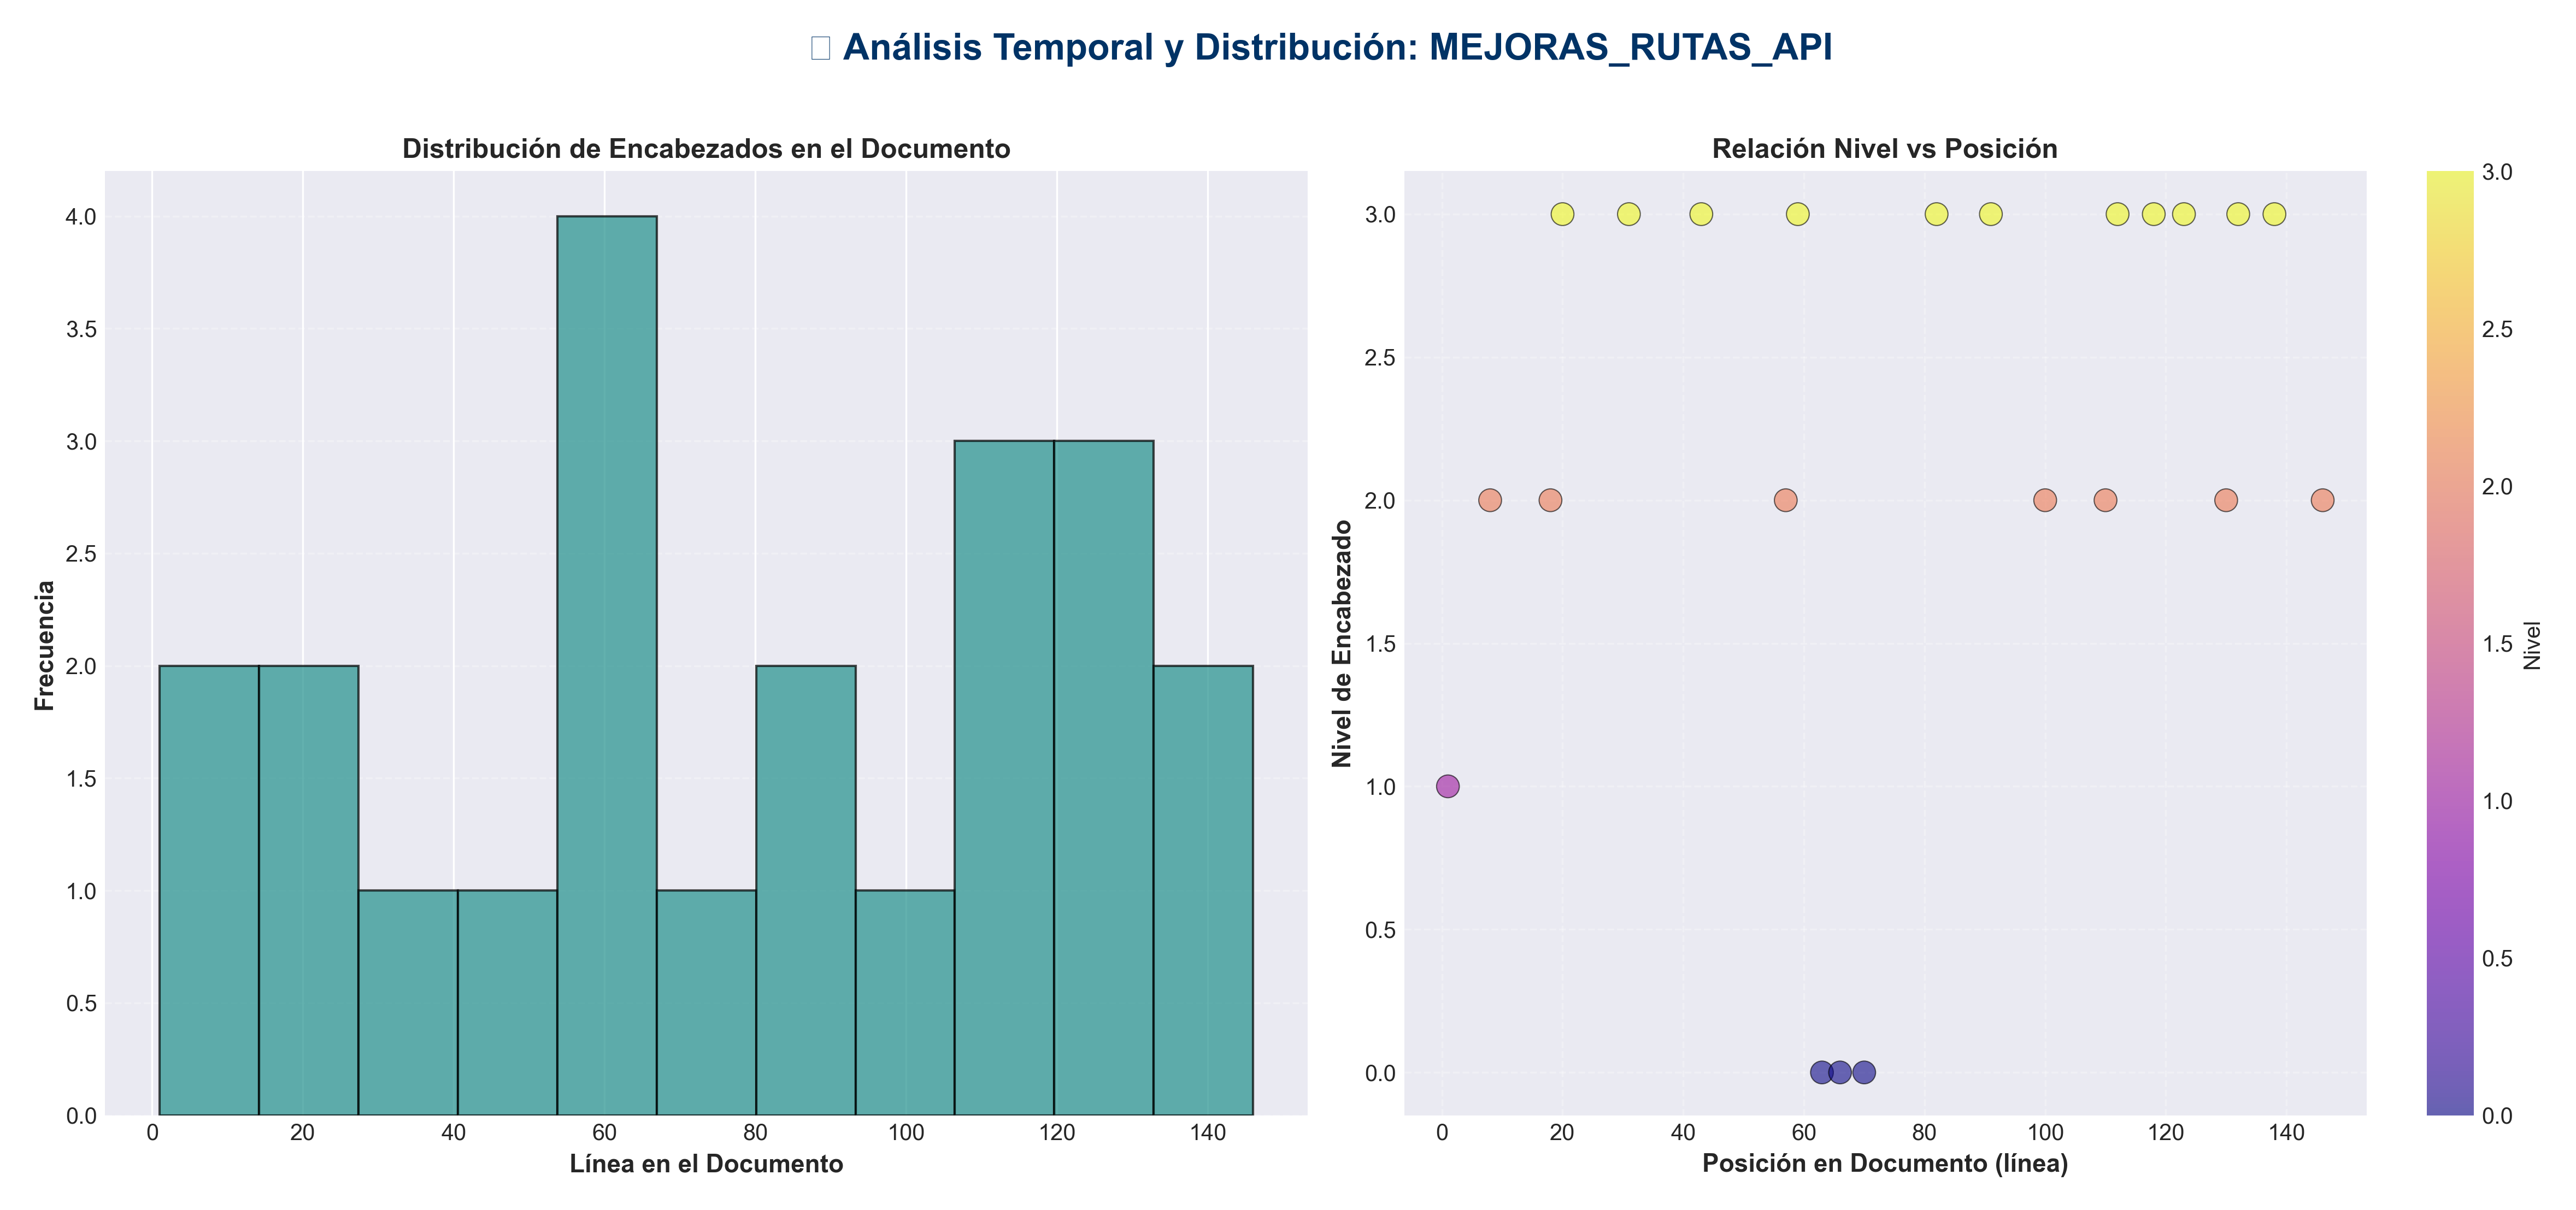 Análisis Temporal y Distribución: MEJORAS_RUTAS_API
Distribución de Encabezados en el Documento
Frecuencia
4.0
3.5
3.0
2.5
2.0
1.5
1.0
0.5
0.0
0 20 40 60 80 100 120 140
Línea en el Documento
Relación Nivel vs Posición
Nivel de Encabezado
3.0
2.5
2.0
1.5
1.0
0.5
0.0
0 20 40 60 80 100 120 140
Posición en Documento (línea)
3.0
2.5
2.0
1.5
1.0
0.5
0.0
Nivel